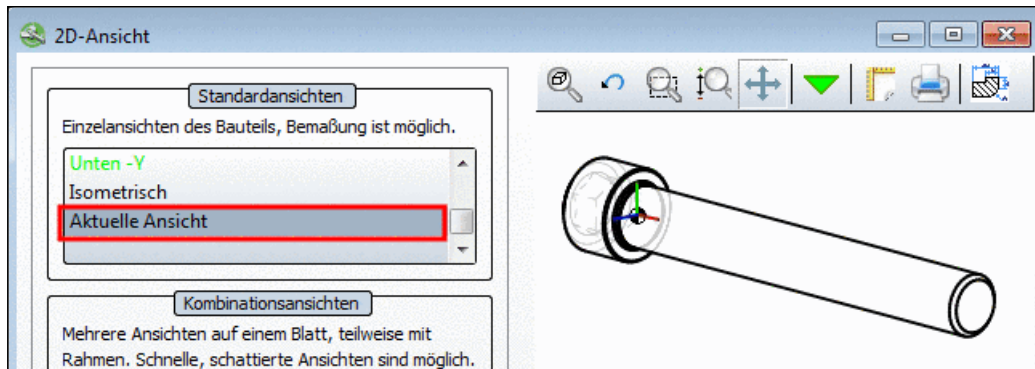 2D-Ansicht
Standardansichten
Einzelansichten des Bauteils, Bemaßung ist möglich.
Unten -Y
Isometrisch
Aktuelle Ansicht
Kombinationsansichten
Mehrere Ansichten auf einem Blatt, teilweise mit
Rahmen. Schnelle, schattierte Ansichten sind möglich.